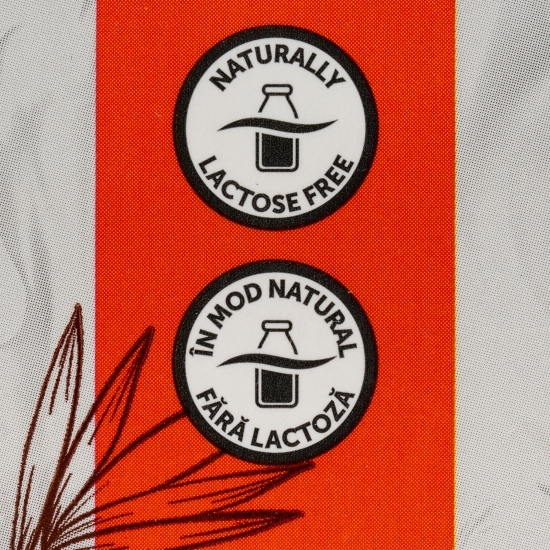 NATURALLY
LACTOSE FREE
ÎN MOD NATURAL
FĂRĂ LACTOZĂ